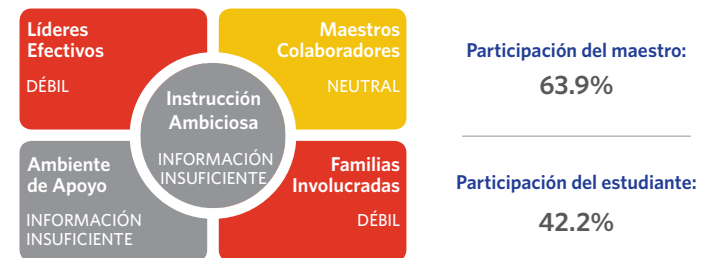 Líderes
Efectivos
DÉBIL
Maestros
Colaboradores
NEUTRAL
Instrucción
Ambiciosa
INFORMACIÓN
INSUFICIENTE
Ambiente
de Apoyo
INFORMACIÓN
INSUFICIENTE
Familias
Involucradas
DÉBIL
Participación del maestro:
63.9%
Participación del estudiante:
42.2%